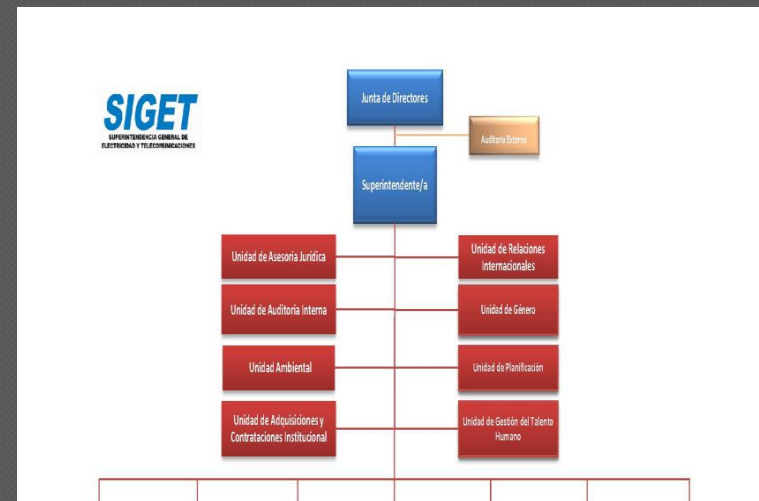 Junta de Directores
SIGET
SUPERINTENDENCIA GENERAL DE
ELECTRICIDAD Y TELECOMUNICACIONES
Auditoría Externa
Superintendente/a
Unidad de Asesoría Jurídica
Unidad de Relaciones
Internacionales
Unidad de Auditoría Interna
Unidad de Género
Unidad Ambiental
Unidad de Planificación
Unidad de Adquisiciones y
Contrataciones Institucional
Unidad de Gestión del Talento
Humano